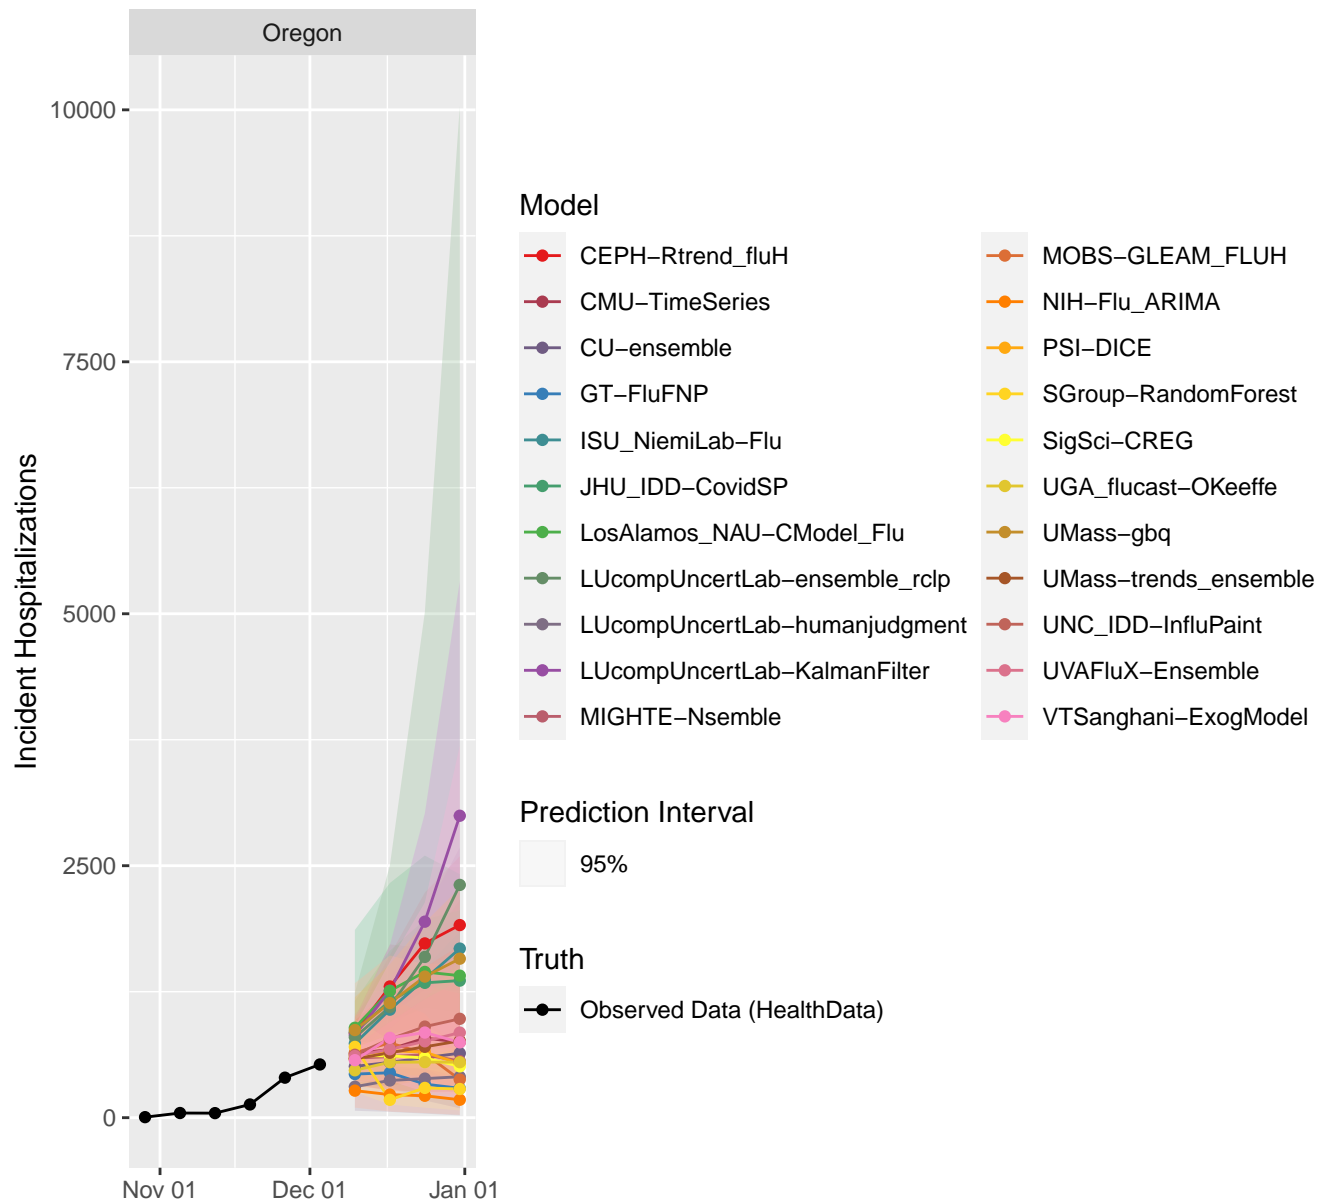 Oregon
10000
7500
5000
2500
0
Incident Hospitalizations
Nov 01
Dec 01
Jan 01
Model
CEPH−Rtrend_fluH
CMU−TimeSeries
CU−ensemble
GT−FluFNP
ISU_NiemiLab−Flu
JHU_IDD−CovidSP
LosAlamos_NAU−CModel_Flu
LUcompUncertLab−ensemble_rclp
LUcompUncertLab−humanjudgment
LUcompUncertLab−KalmanFilter
MIGHTE−Nsemble
MOBS−GLEAM_FLUH
NIH−Flu_ARIMA
PSI−DICE
SGroup−RandomForest
SigSci−CREG
UGA_flucast−OKeeffe
UMass−gbq
UMass−trends_ensemble
UNC_IDD−InfluPaint
UVAFluX−Ensemble
VTSanghani−ExogModel
Prediction Interval
95%
Truth
Observed Data (HealthData)